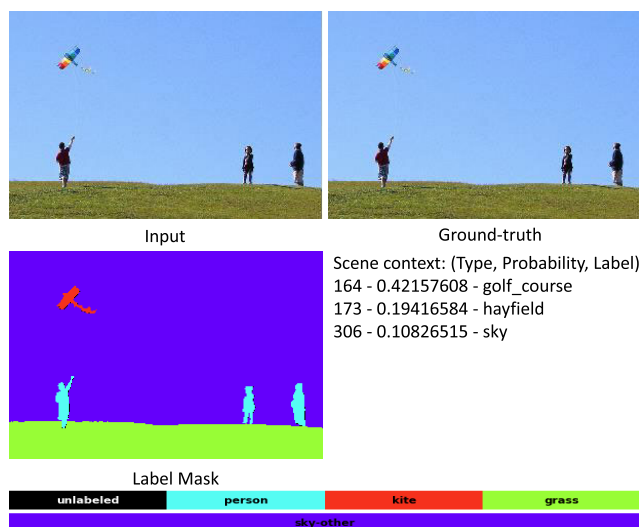 Input
Ground-truth
Scene context: (Type, Probability, Label)
164 - 0.42157608 - golf_course
173 - 0.19416584 - hayfield
306 - 0.10826515 - sky
Label Mask
unlabeled person kite grass
sky-other